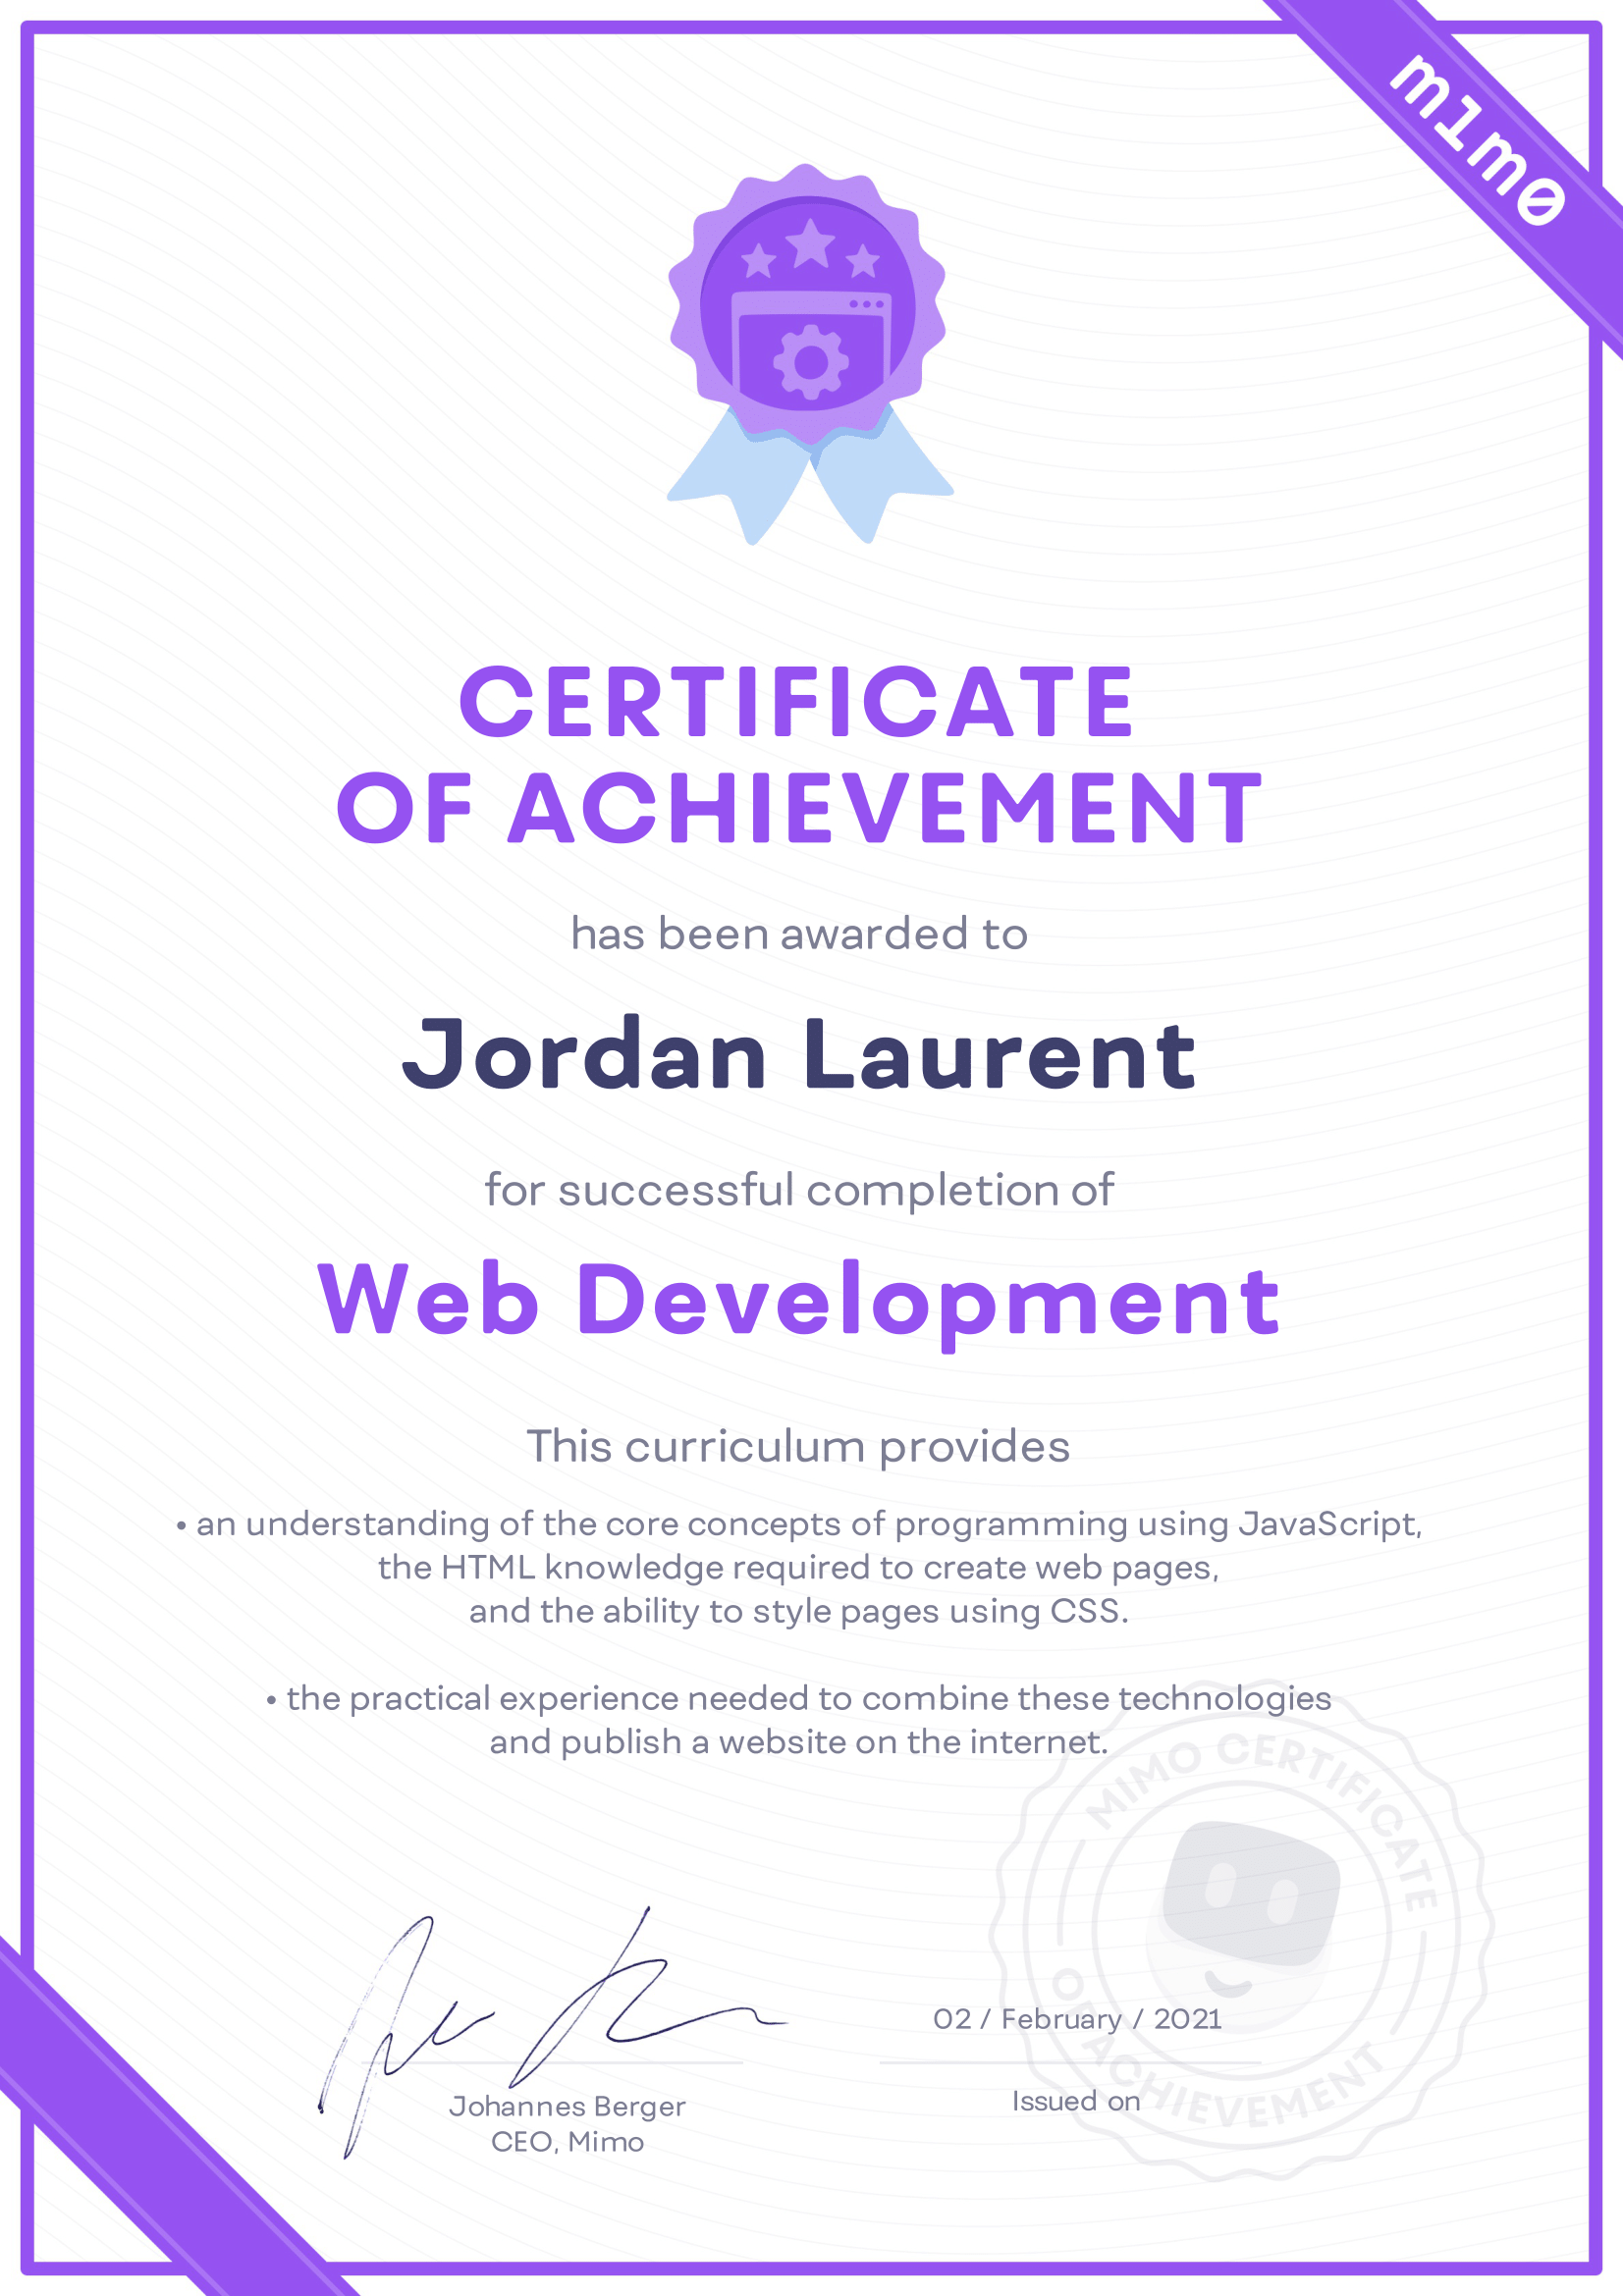 m1m0
CERTIFICATE
OF ACHIEVEMENT
has been awarded to
Jordan Laurent
for successful completion of
Web Development
This curriculum provides
• an understanding of the core concepts of programming using JavaScript,
the HTML knowledge required to create web pages,
and the ability to style pages using CSS.
• the practical experience needed to combine these technologies
and publish a website on the internet.
MIMO CERTIFICATE
OF ACHIEVEMENT
02 / February / 2021
Johannes Berger
CEO, Mimo
Issued on